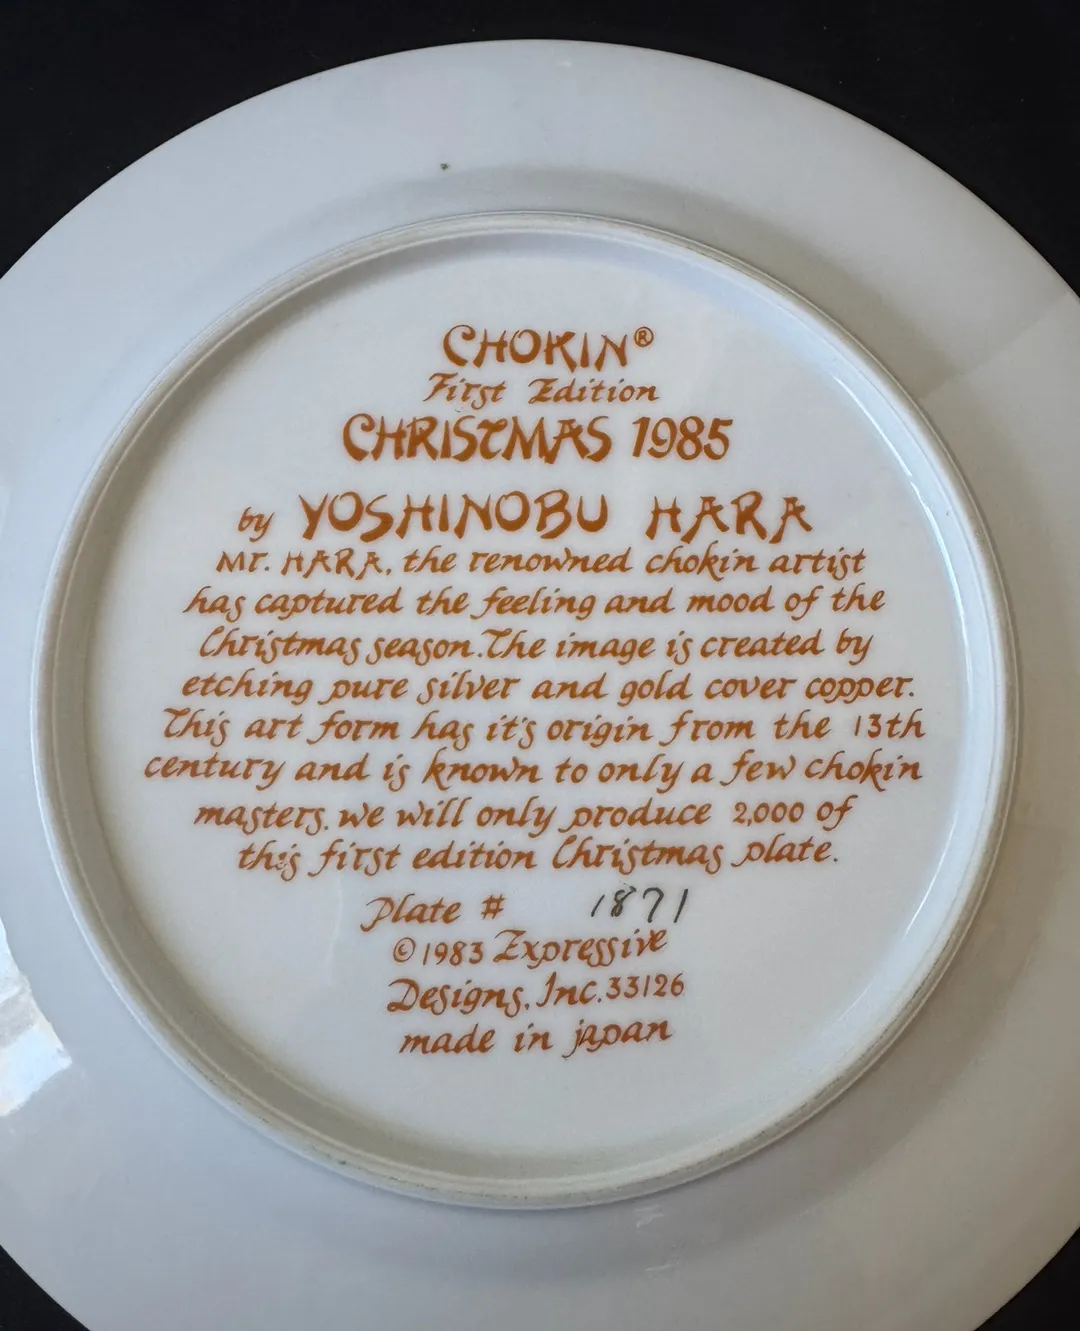 CHOKIN®
First Edition
CHRISTMAS 1985
by YOSHINOBU HARA
Mr. HARA, the renowned chokin artist
has captured the feeling and mood of the
Christmas season. The image is created by
etching pure silver and gold cover copper.
This art form has it's origin from the 13th
century and is known to only a few chokin
masters. we will only produce 2,000 of
this first edition Christmas plate.
Plate # 1871
©1983 Expressive
Designs, Inc. 33126
made in japan